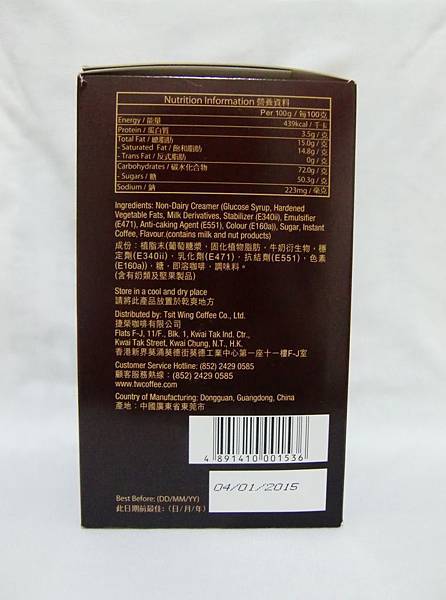 Nutrition Information 營養資料
Per 100g / 每100克
Energy / 能量 439kcal / 千卡
Protein / 蛋白質 3.5g / 克
Total Fat / 總脂肪 15.0g / 克
- Saturated Fat / 飽和脂肪 14.8g / 克
- Trans Fat / 反式脂肪 0g / 克
Carbohydrates / 碳水化合物 72.0g / 克
- Sugars / 糖 50.3g / 克
Sodium / 鈉 223mg / 毫克
Ingredients: Non-Dairy Creamer (Glucose Syrup, Hardened
Vegetable Fats, Milk Derivatives, Stabilizer (E340ii), Emulsifier
(E471), Anti-caking Agent (E551), Colour (E160a)), Sugar, Instant
Coffee, Flavour.(contains milk and nut products)
成份：植脂末(葡萄糖漿，固化植物脂肪，牛奶衍生物，穩
定劑(E340ii)，乳化劑(E471)，抗結劑(E551)，色素
(E160a))，糖，即溶咖啡，調味料。
(含有奶類及堅果製品)
Store in a cool and dry place
請將此產品放置於乾爽地方
Distributed by: Tsit Wing Coffee Co., Ltd.
捷榮咖啡有限公司
Flats F-J, 11/F., Blk. 1, Kwai Tak Ind. Ctr.,
Kwai Tak Street, Kwai Chung, N.T., H.K.
香港新界葵涌葵德街葵德工業中心第一座十一樓F-J室
Customer Service Hotline: (852) 2429 0585
顧客服務熱線：(852) 2429 0585
www.twcoffee.com
Country of Manufacturing: Dongguan, Guangdong, China
產地：中國廣東省東莞市
4 891410 001536
04/01/2015
Best Before: (DD/MM/YY)
此日期前最佳：(日/月/年)